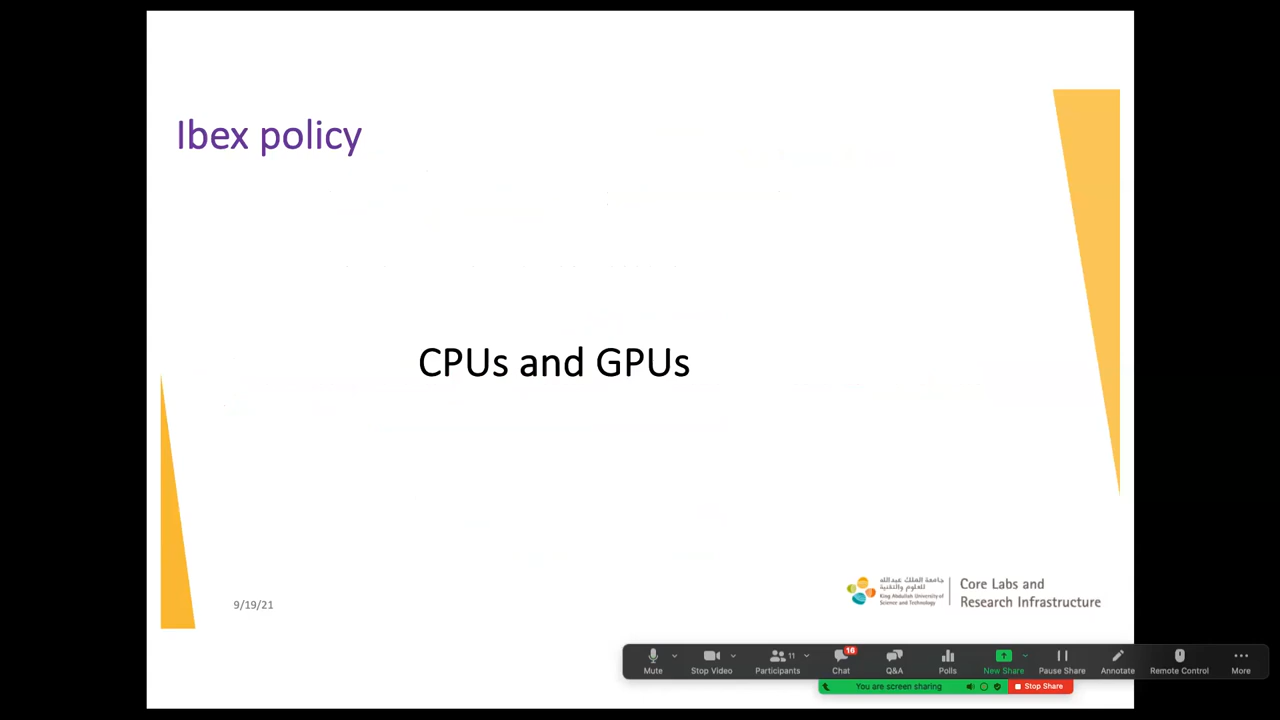 Ibex policy
CPUs and GPUs
9/19/21
جامعة الملك عبدالله
للعلوم والتقنية
King Abdullah University of
Science and Technology
Core Labs and
Research Infrastructure
Mute
Stop Video
11
Participants
16
Chat
Q&A
Polls
New Share
Pause Share
Annotate
Remote Control
More
You are screen sharing
Stop Share